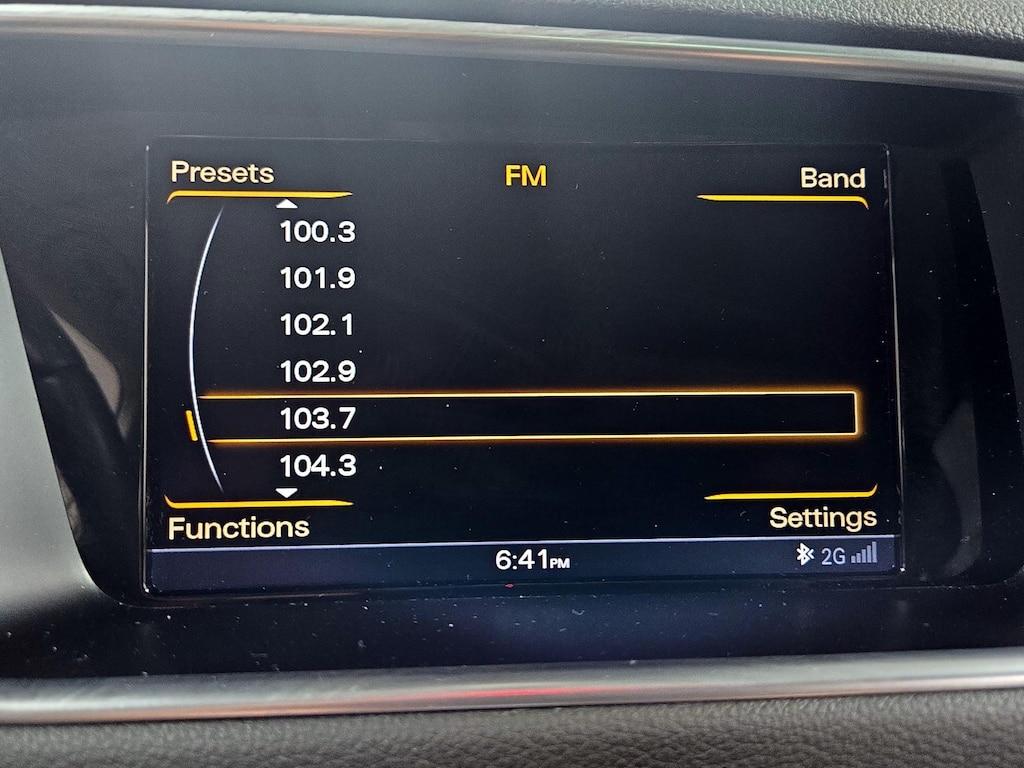 Presets FM Band
100.3
101.9
102.1
102.9
103.7
104.3
Functions Settings
6:41PM 2G